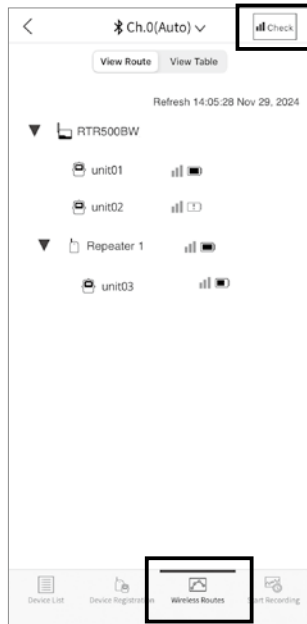 Ch.0(Auto)
Check
View Route View Table
Refresh 14:05:28 Nov 29, 2024
RTR500BW
unit01
unit02
Repeater 1
unit03
Device List Device Registration Wireless Routes Start Recording